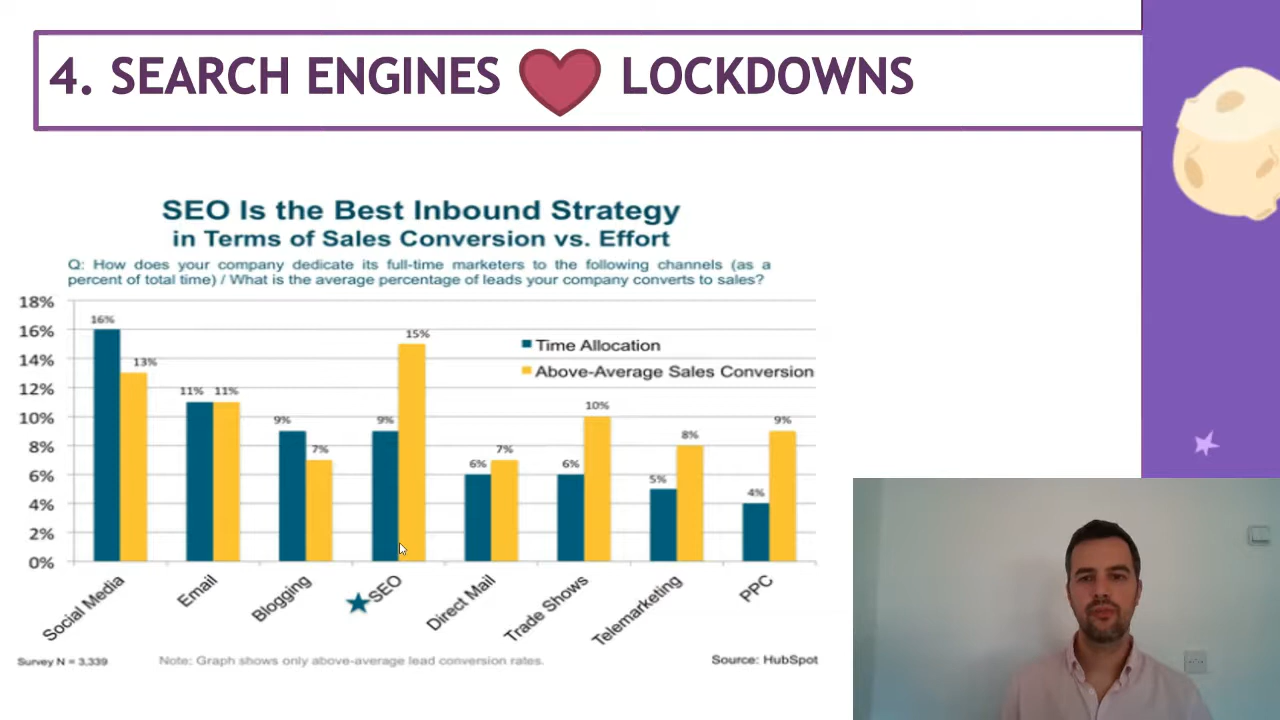 4. SEARCH ENGINES LOCKDOWNS
SEO Is the Best Inbound Strategy
in Terms of Sales Conversion vs. Effort
Q: How does your company dedicate its full-time marketers to the following channels (as a
percent of total time) / What is the average percentage of leads your company converts to sales?
18%
16%
14%
12%
10%
8%
6%
4%
2%
0%
Time Allocation
Above-Average Sales Conversion
16% 13%
11% 11%
9% 7%
9% 15%
6% 7%
6% 10%
5% 8%
4% 9%
Social Media
Email
Blogging
SEO
Direct Mail
Trade Shows
Telemarketing
PPC
Survey N = 3,339
Note: Graph shows only above-average lead conversion rates.
Source: HubSpot